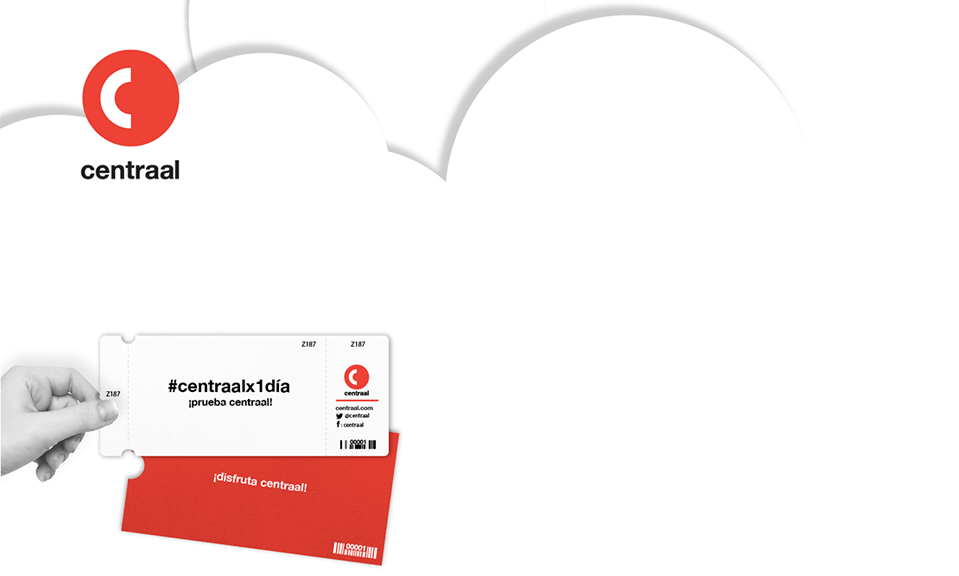 centraal
Z187
Z187
Z187
#centraalx1día
¡prueba centraal!
centraal
centraal.com
@centraal
: centraal
00001
¡disfruta centraal!
00001